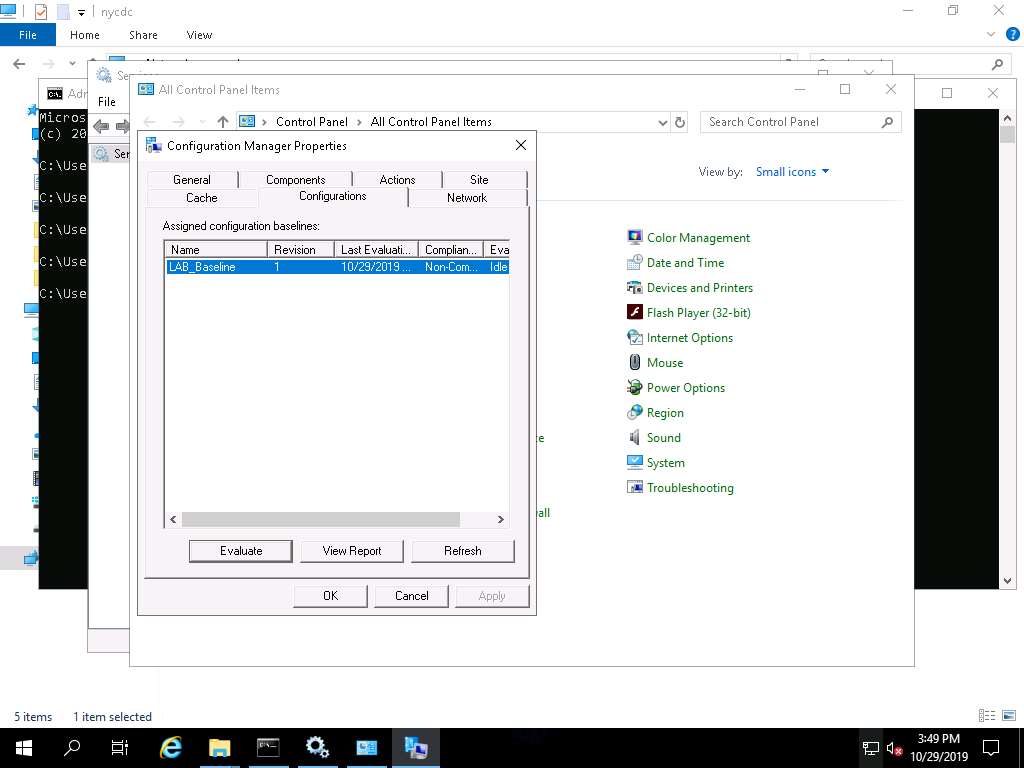 nycdc
File Home Share View
Ser
Adr
All Control Panel Items
File
Micros
(c) 20
Control Panel > All Control Panel Items
Search Control Panel
Configuration Manager Properties
Ser
C:\Use
View by: Small icons
General Components Actions Site
Cache Configurations Network
C:\Use
Assigned configuration baselines:
C:\Use
Name Revision Last Evaluati... Complian... Eva
LAB_Baseline 1 10/29/2019 ... Non-Com... Idle
C:\Use
C:\Use
Color Management
Date and Time
Devices and Printers
Flash Player (32-bit)
Internet Options
Mouse
Power Options
Region
Sound
System
Troubleshooting
Evaluate View Report Refresh
OK Cancel Apply
5 items 1 item selected
3:49 PM
10/29/2019